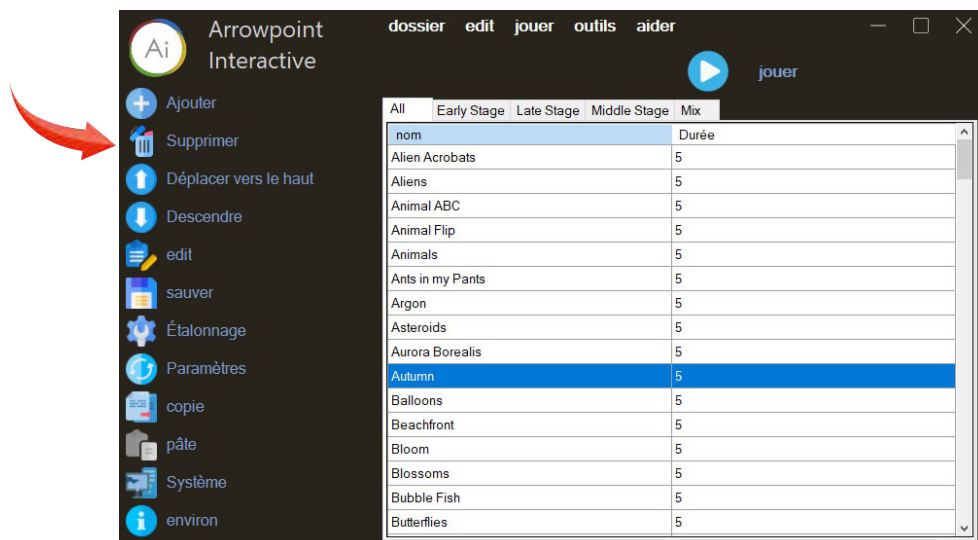 Arrowpoint
Interactive
Ai
dossier edit jouer outils aider
jouer
Ajouter
Supprimer
Déplacer vers le haut
Descendre
edit
sauver
Étalonnage
Paramètres
copie
pâte
Système
environ
All Early Stage Late Stage Middle Stage Mix
nom Durée
Alien Acrobats 5
Aliens 5
Animal ABC 5
Animal Flip 5
Animals 5
Ants in my Pants 5
Argon 5
Asteroids 5
Aurora Borealis 5
Autumn 5
Balloons 5
Beachfront 5
Bloom 5
Blossoms 5
Bubble Fish 5
Butterflies 5